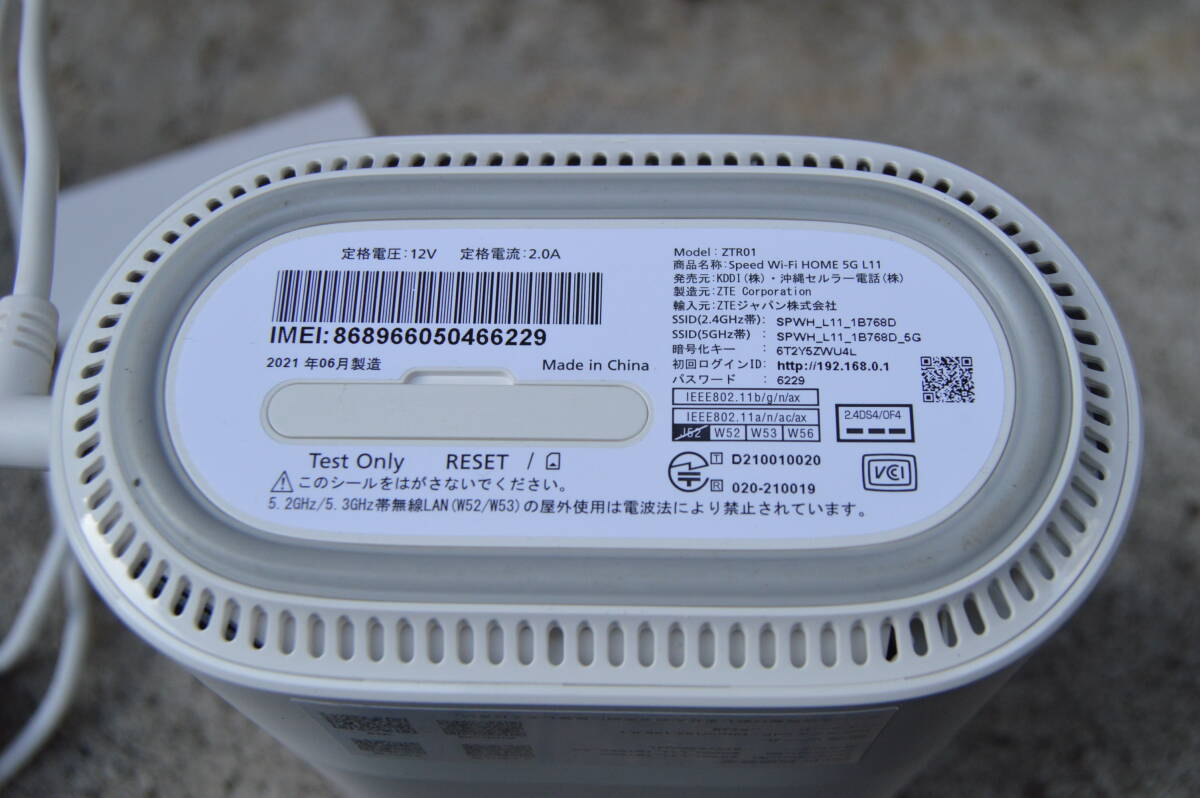 定格電圧:12V 定格電流:2.0A
IMEI:868966050466229
2021 年06月製造 Made in China
Test Only RESET /
このシールをはがさないでください。
5.2GHz/5.3GHz帯無線LAN(W52/W53)の屋外使用は電波法により禁止されています。
Model : ZTR01
商品名称:Speed Wi-Fi HOME 5G L11
発売元:KDDI(株)・沖縄セルラー電話(株)
製造元:ZTE Corporation
輸入元:ZTEジャパン株式会社
SSID(2.4GHz帯): SPWH_L11_1B768D
SSID(5GHz帯): SPWH_L11_1B768D_5G
暗号化キー: 6T2Y5ZWU4L
初回ログインID: http://192.168.0.1
パスワード : 6229
IEEE802.11b/g/n/ax
IEEE802.11a/n/ac/ax
J52 W52 W53 W56
2.4DS4/OF4
T D210010020
R 020-210019
VCCI